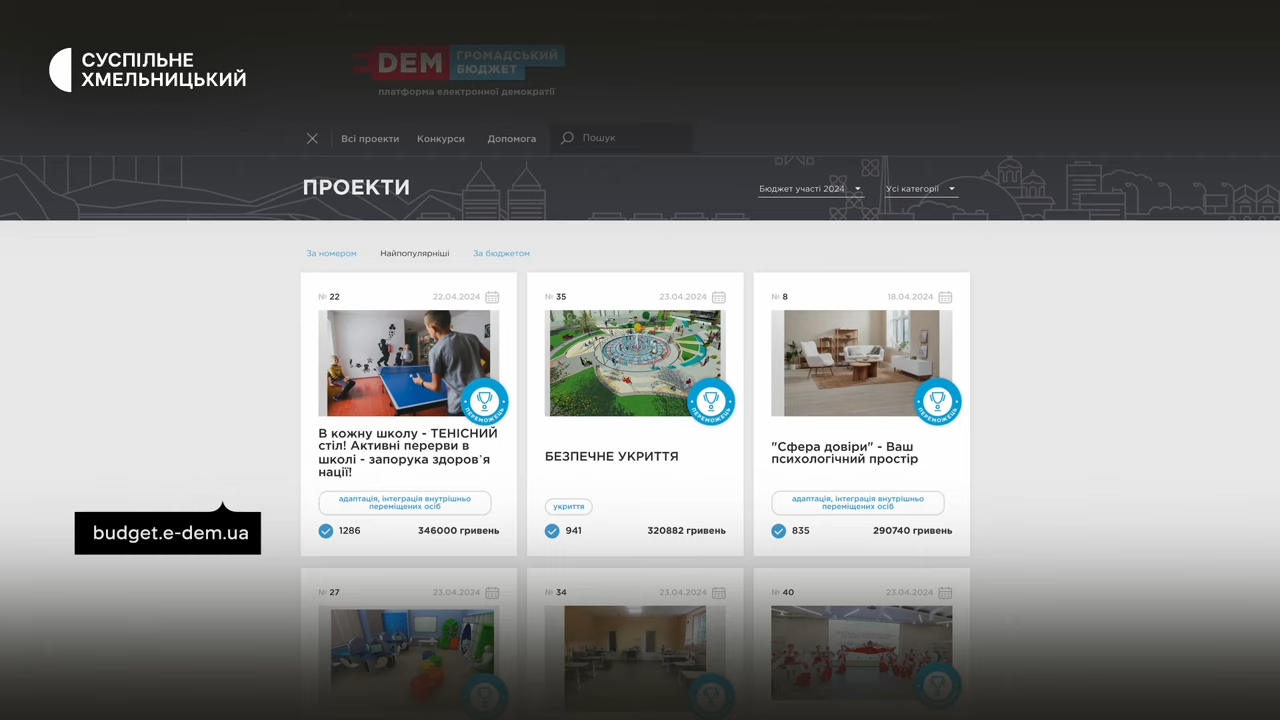 СУСПІЛЬНЕ
ХМЕЛЬНИЦЬКИЙ
DEM
ГРОМАДСЬКИЙ
БЮДЖЕТ
платформа електронної демократії
Всі проекти
Конкурси
Допомога
Пошук
ПРОЕКТИ
Бюджет участі 2024
Усі категорії
За номером
Найпопулярніші
За бюджетом
№ 22
22.04.2024
ПЕРЕМОЖЕЦЬ
В кожну школу - ТЕНІСНИЙ
стіл! Активні перерви в
школі - запорука здоров'я
нації!
адаптація, інтеграція внутрішньо
переміщених осіб
1286
346000 гривень
№ 35
23.04.2024
ПЕРЕМОЖЕЦЬ
БЕЗПЕЧНЕ УКРИТТЯ
укриття
941
320882 гривень
№ 8
18.04.2024
ПЕРЕМОЖЕЦЬ
"Сфера довіри" - Ваш
психологічний простір
адаптація, інтеграція внутрішньо
переміщених осіб
835
290740 гривень
budget.e-dem.ua
№ 27
23.04.2024
№ 34
23.04.2024
№ 40
23.04.2024